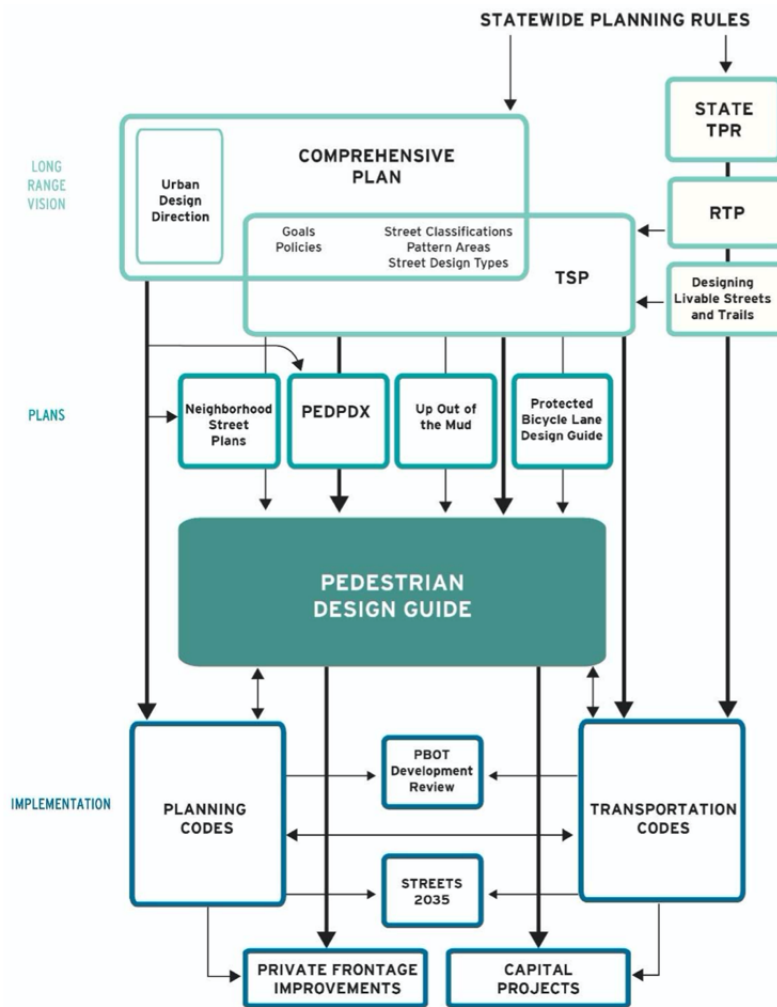 STATEWIDE PLANNING RULES
STATE
TPR
LONG
RANGE
VISION
COMPREHENSIVE
PLAN
Urban
Design
Direction
RTP
Goals
Policies
Street Classifications
Pattern Areas
Street Design Types
TSP
Designing
Livable Streets
and Trails
PLANS
Neighborhood
Street
Plans
PEDPDX
Up Out of
the Mud
Protected
Bicycle Lane
Design Guide
PEDESTRIAN
DESIGN GUIDE
IMPLEMENTATION
PLANNING
CODES
PBOT
Development
Review
TRANSPORTATION
CODES
STREETS
2035
PRIVATE FRONTAGE
IMPROVEMENTS
CAPITAL
PROJECTS